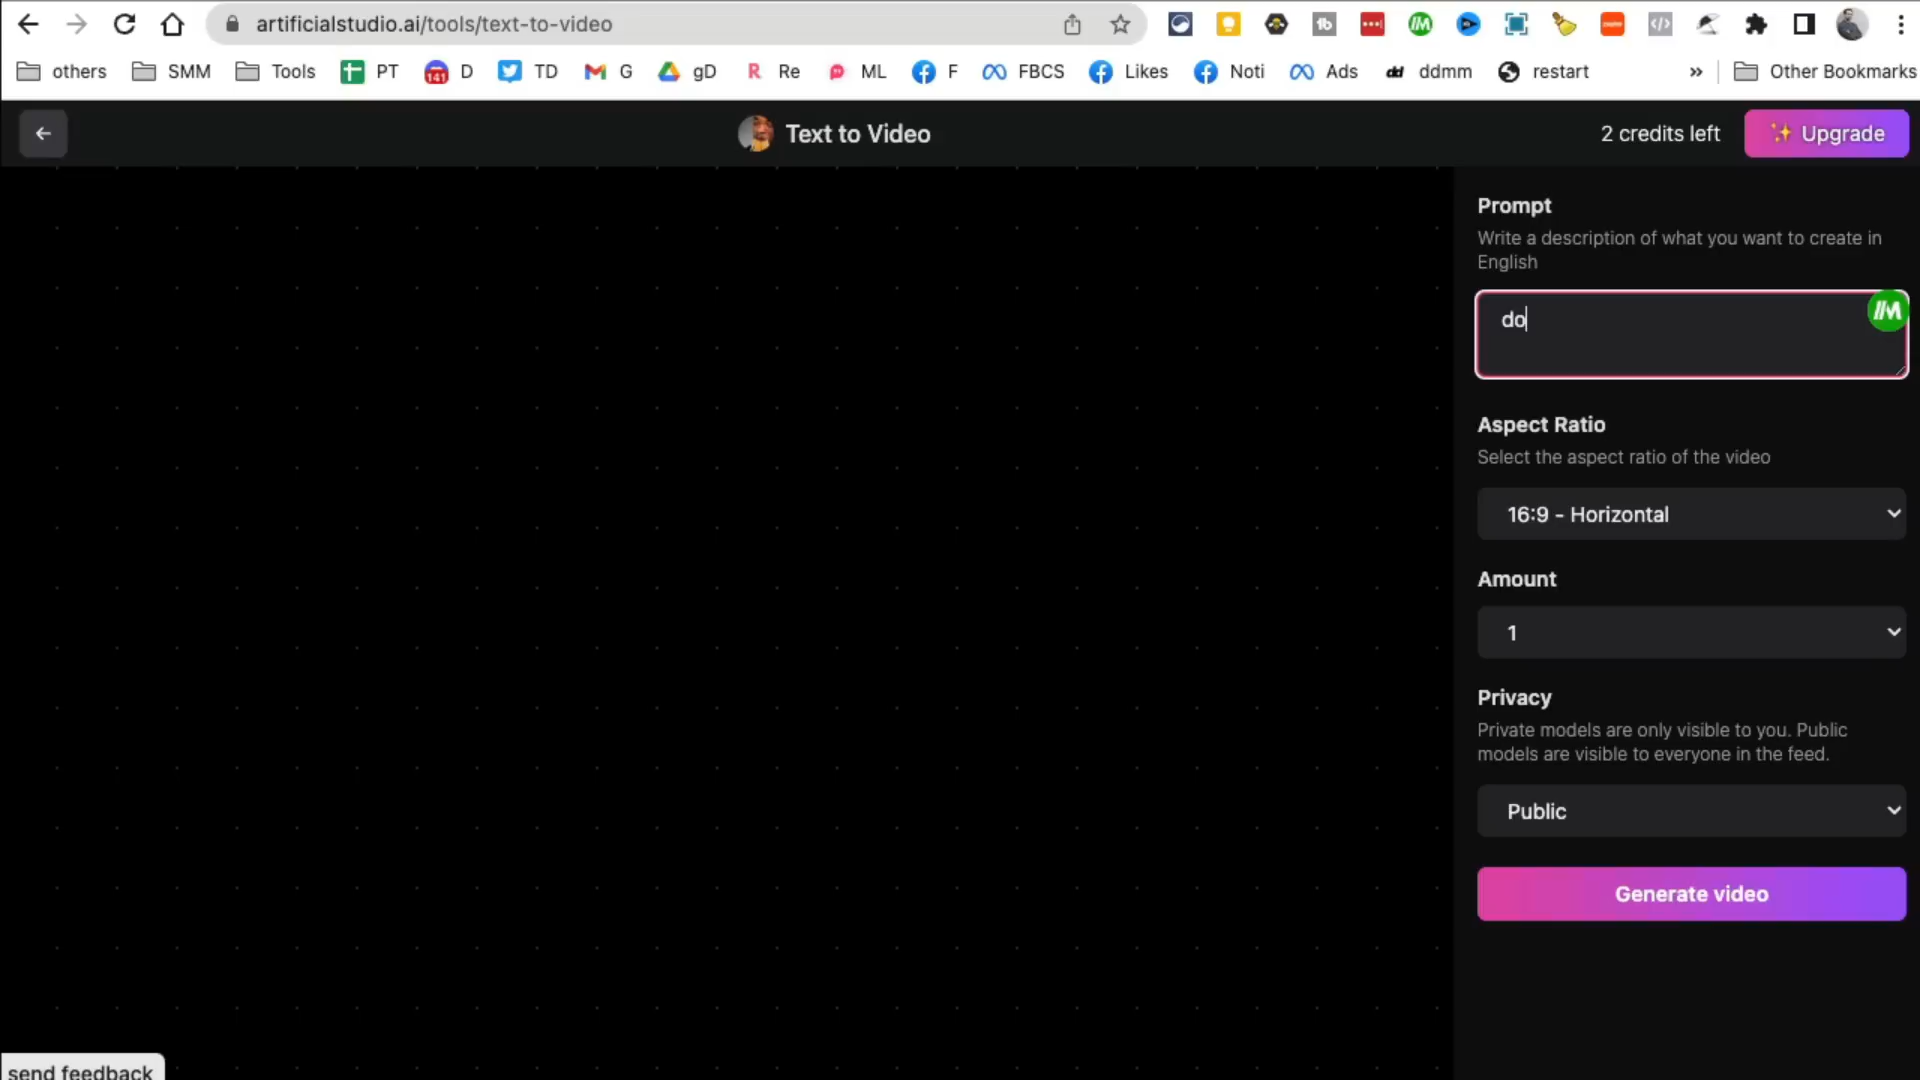 artificialstudio.ai/tools/text-to-video
others SMM Tools PT 141 D TD G gD R Re ML F FBCS Likes Noti Ads dd ddmm restart » Other Bookmarks
Text to Video
2 credits left
Upgrade
Prompt
Write a description of what you want to create in
English
do
Aspect Ratio
Select the aspect ratio of the video
16:9 - Horizontal
Amount
1
Privacy
Private models are only visible to you. Public
models are visible to everyone in the feed.
Public
Generate video
send feedback